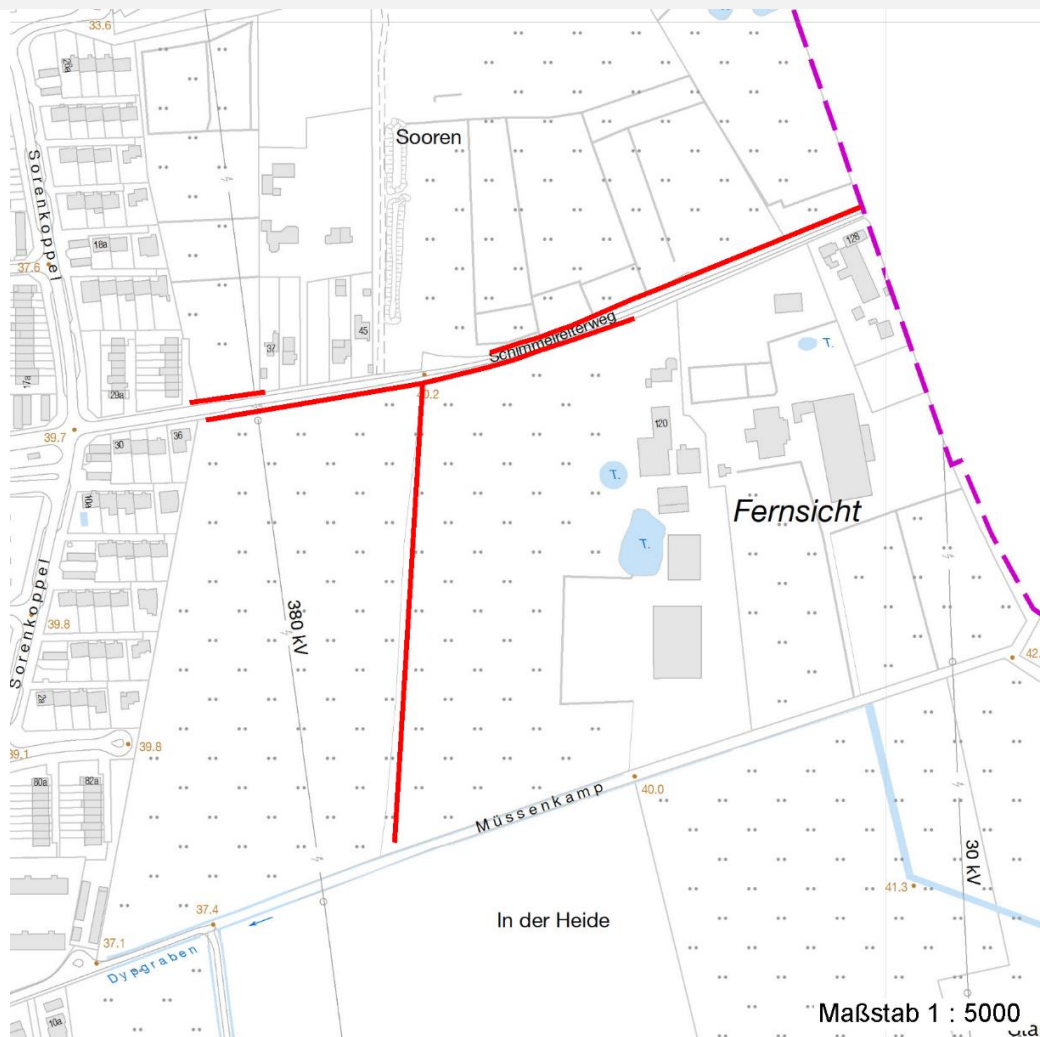 33.6
26a
Sooren
Sorenkoppel
18a
37.6
126
45
37
Schimmelreiterweg
T.
17a
29a
40.2
39.7
30
36
120
T.
10a
Fernsicht
T.
380 kV
39.8
Sorenkoppel
42.
2a
39.1
39.8
80a
82a
40.0
Müssenkamp
30 kV
41.3
In der Heide
37.4
37.1
Dypgraben
10a
Maßstab 1 : 5000